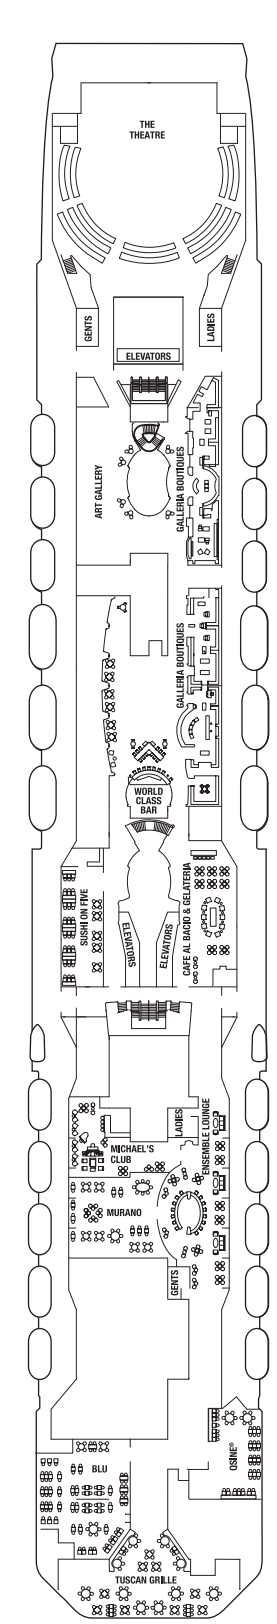 THE
THEATRE
GENTS
LADIES
ELEVATORS
ART GALLERY
GALLERIA BOUTIQUES
GALLERIA BOUTIQUES
WORLD
CLASS
BAR
SUSHI ON FIVE
ELEVATORS
ELEVATORS
CAFE AL BACIO & GELATERIA
LADIES
ENSEMBLE LOUNGE
MICHAEL'S
CLUB
MURANO
GENTS
BLU
QSINE®
TUSCAN GRILLE